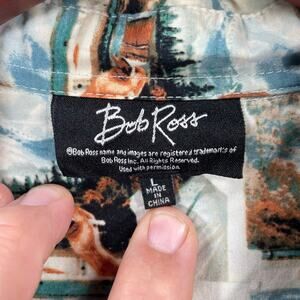 Bob Ross
®Bob Ross name and images are registered trademarks of
Bob Ross Inc. All Rights Reserved.
Used with permission.
L
MADE
IN
CHINA